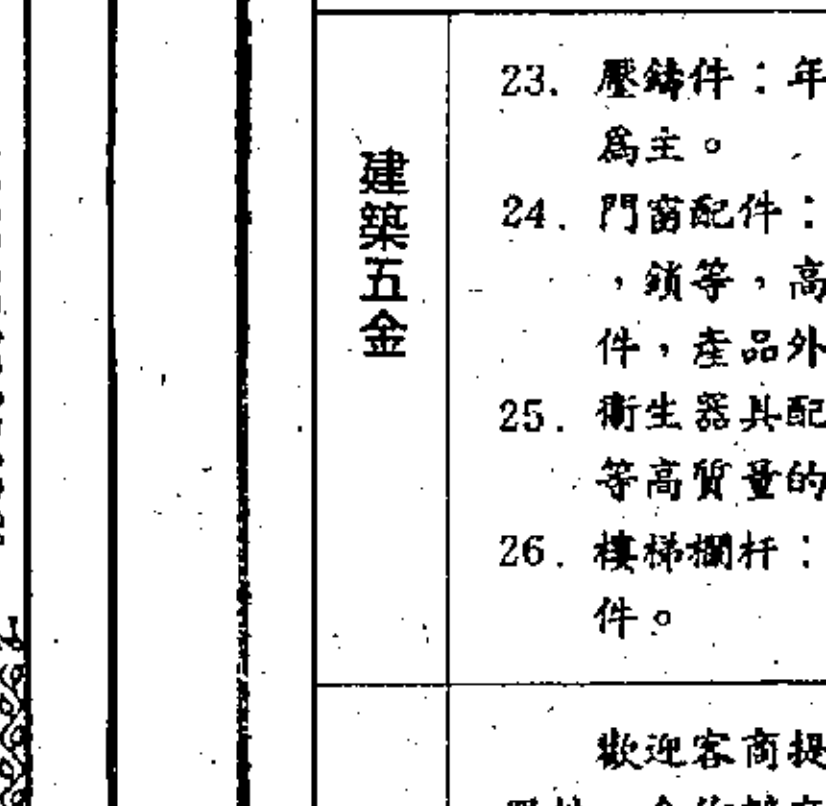 建築五金
23. 壓鑄件：年
為主。
24. 門窗配件：
，鎖等，高
件，產品外
25. 衛生器具配
等高質量的
26. 樓梯欄杆：
件。
歡迎客商提